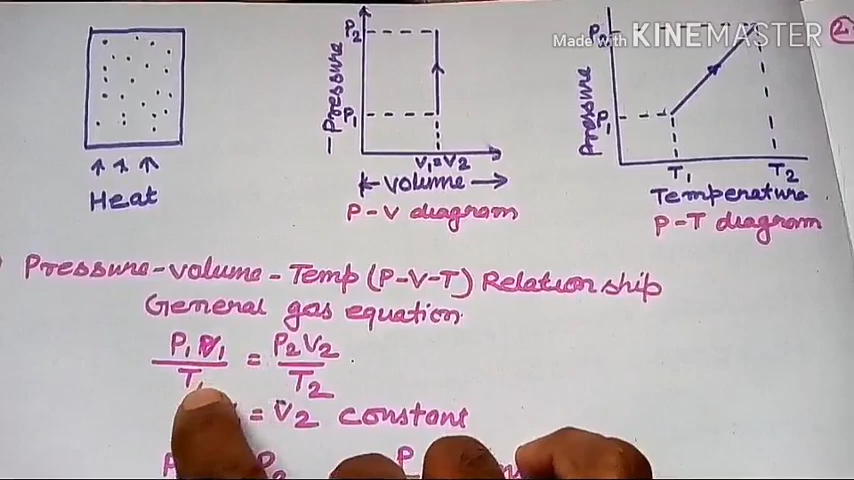 Made with KINEMASTER
2.
P2
P1
Pressure
V1=V2
Volume
P-V diagram
P1
Pressure
T1 T2
Temperature
P-T diagram
Heat
Pressure-volume-Temp (P-V-T) Relationship
General gas equation
P1V1/T1 = P2V2/T2
= V2 constant